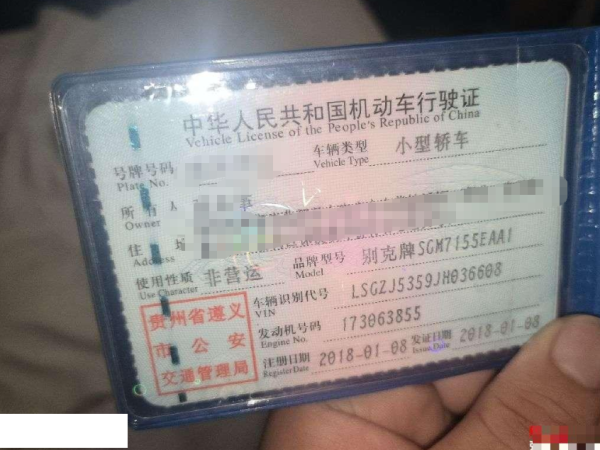 中华人民共和国机动车行驶证
Vehicle License of the People's Republic of China
号牌号码
Plate No.
车辆类型 小型轿车
Vehicle Type
所有人
Owner
住址
Address
使用性质 非营运
Use Character
品牌型号 别克牌SGM7155EAA1
Model
车辆识别代号 LSGZJ5359JH036608
VIN
发动机号码 173063855
Engine No.
注册日期 2018-01-08 发证日期 2018-01-08
Register Date Issue Date
贵州省遵义
市公安
交通管理局